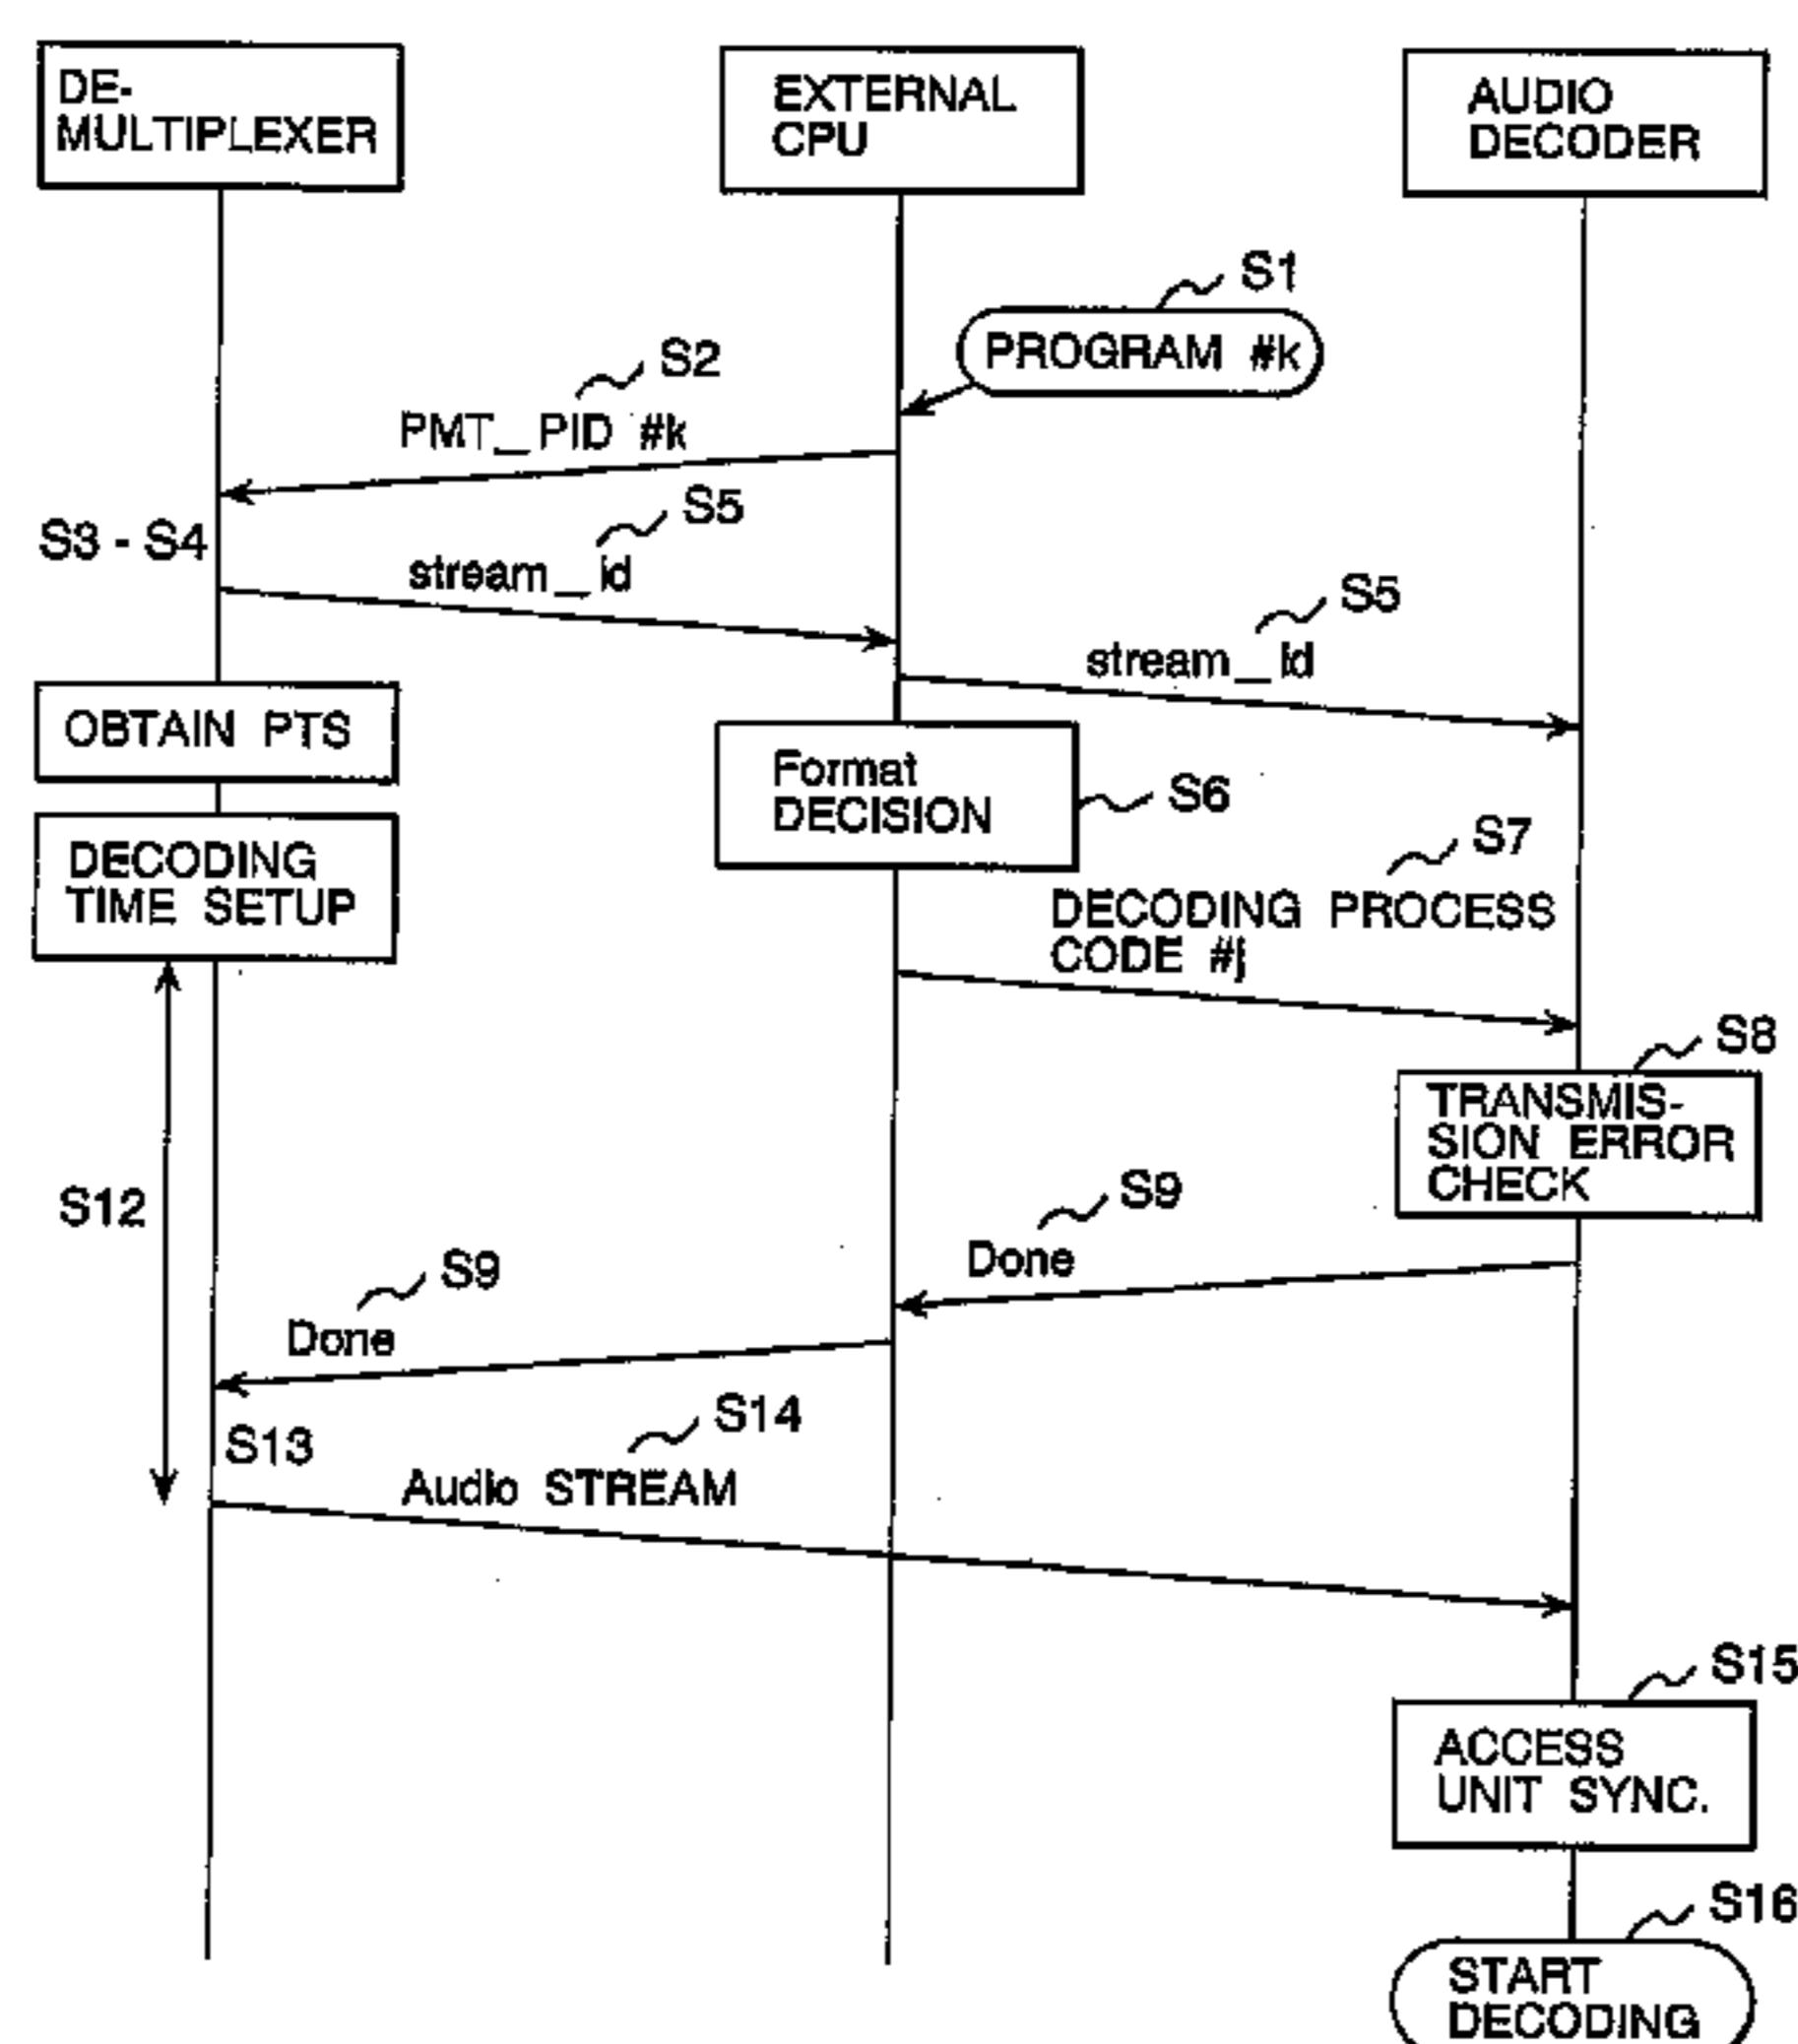 DE-
MULTIPLEXER
EXTERNAL
CPU
AUDIO
DECODER
S1
PROGRAM #k
S2
PMT_PID #k
S5
S3 - S4
stream_id
S5
stream_id
OBTAIN PTS
Format
DECISION
S6
DECODING
TIME SETUP
S7
DECODING PROCESS
CODE #j
S8
TRANSMIS-
SION ERROR
CHECK
S12
S9
Done
S9
Done
S13
S14
Audio STREAM
S15
ACCESS
UNIT SYNC.
S16
START
DECODING